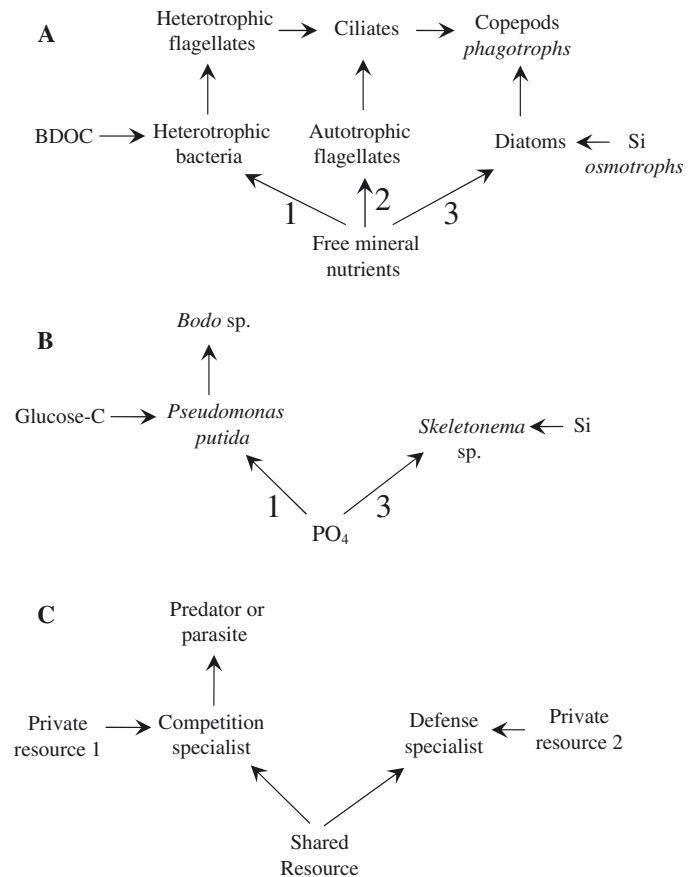 A
Heterotrophic
flagellates
Ciliates
Copepods
phagotrophs
BDOC
Heterotrophic
bacteria
Autotrophic
flagellates
Diatoms
Si
osmotrophs
1
2
3
Free mineral
nutrients
B
Bodo sp.
Glucose-C
Pseudomonas
putida
Skeletonema
sp.
Si
1
3
PO₄
C
Predator or
parasite
Private
resource 1
Competition
specialist
Defense
specialist
Private
resource 2
Shared
Resource